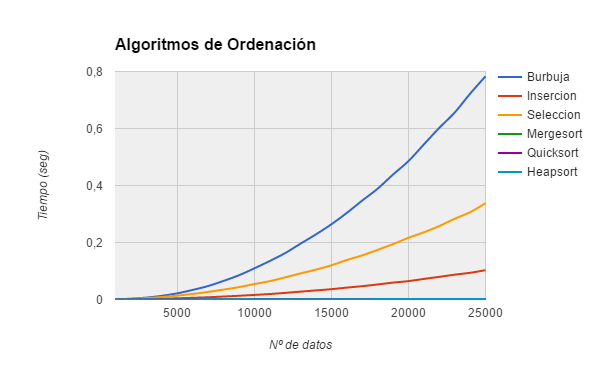 Algoritmos de Ordenación
0,8
0,6
0,4
0,2
0
Tiempo (seg)
5000
10000
15000
20000
25000
Nº de datos
Burbuja
Insercion
Seleccion
Mergesort
Quicksort
Heapsort